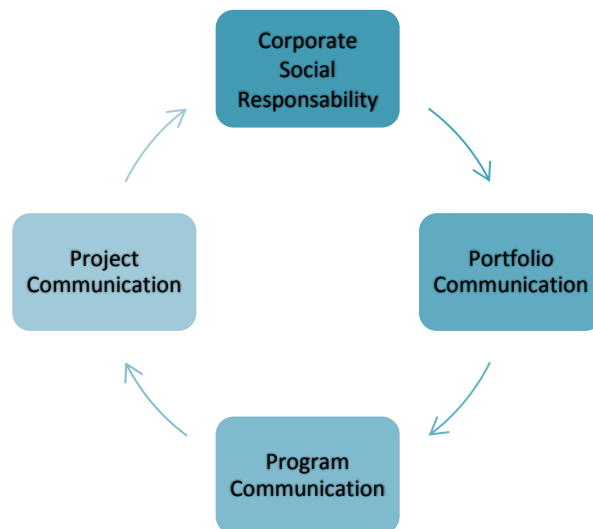 Corporate
Social
Responsability
Portfolio
Communication
Program
Communication
Project
Communication